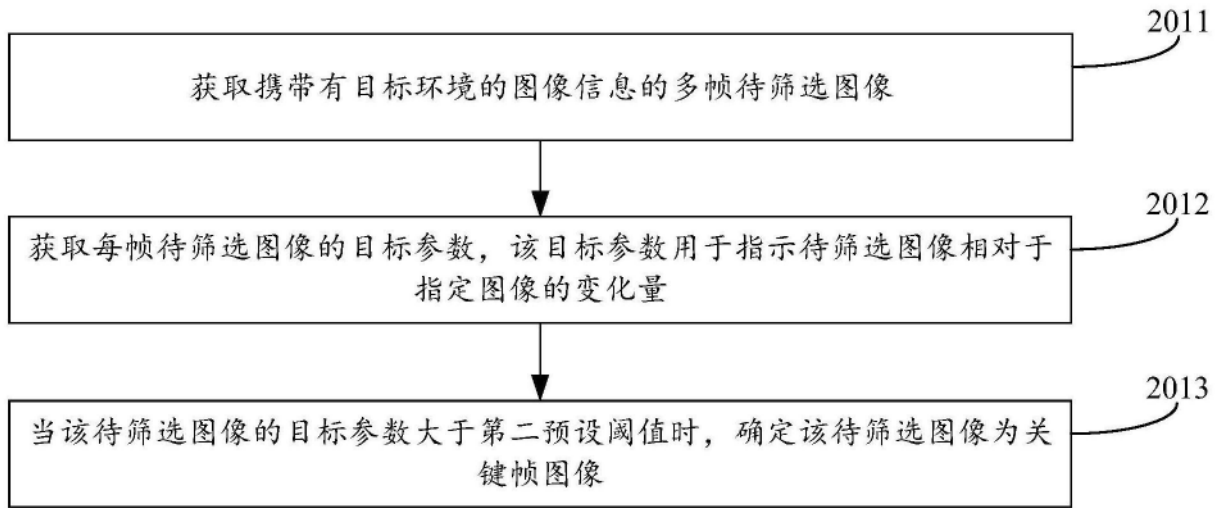 2011
获取携带有目标环境的图像信息的多帧待筛选图像
2012
获取每帧待筛选图像的目标参数，该目标参数用于指示待筛选图像相对于
指定图像的变化量
2013
当该待筛选图像的目标参数大于第二预设阈值时，确定该待筛选图像为关
键帧图像